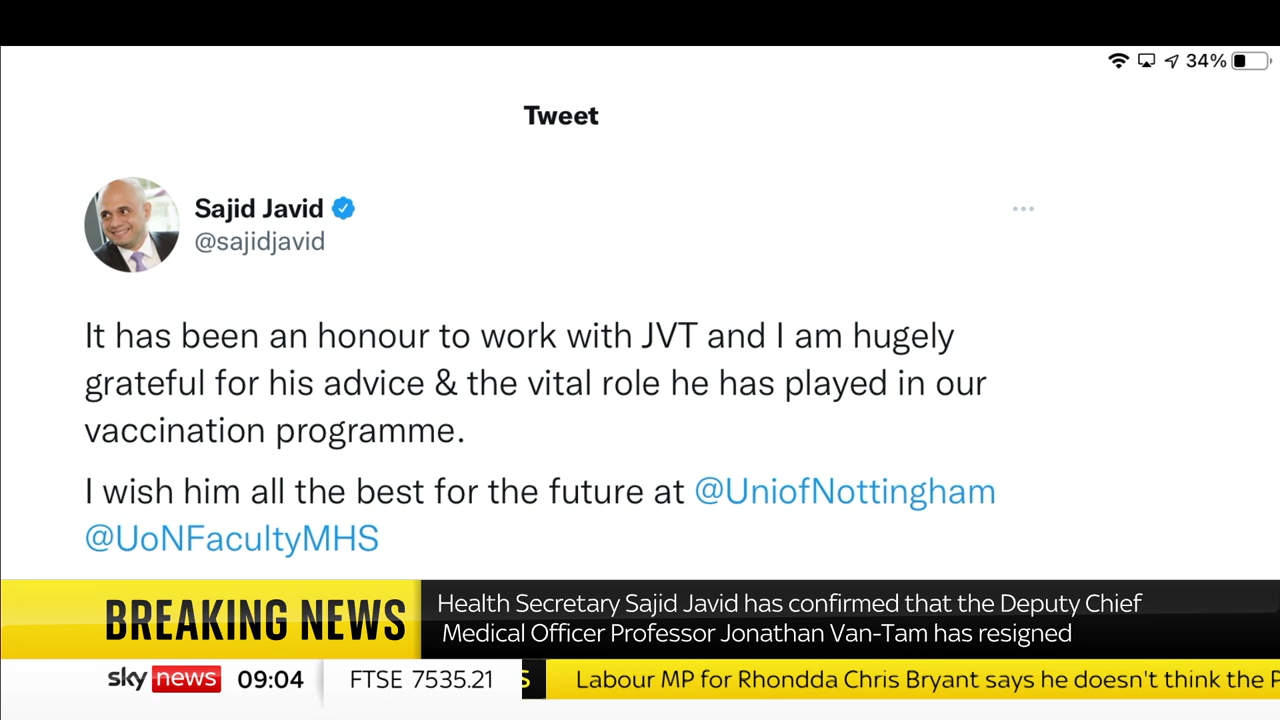 34%
Tweet
Sajid Javid
@sajidjavid
It has been an honour to work with JVT and I am hugely
grateful for his advice & the vital role he has played in our
vaccination programme.
I wish him all the best for the future at @UniofNottingham
@UoNFacultyMHS
BREAKING NEWS
Health Secretary Sajid Javid has confirmed that the Deputy Chief
Medical Officer Professor Jonathan Van-Tam has resigned
sky news 09:04 FTSE 7535.21 S Labour MP for Rhondda Chris Bryant says he doesn't think the P